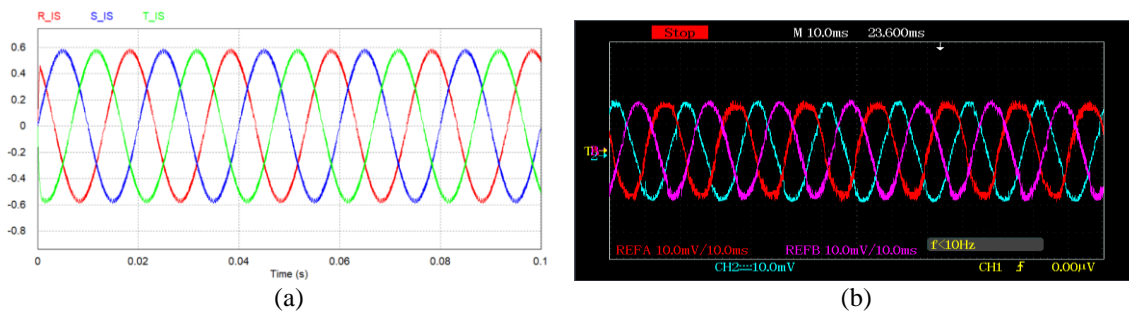 R_IS S_IS T_IS
0.6
0.4
0.2
0
-0.2
-0.4
-0.6
-0.8
0 0.02 0.04 0.06 0.08 0.1
Time (s)
(a)
Stop M 10.0ms 23.600ms
f<10Hz
REFA 10.0mV/10.0ms REFB 10.0mV/10.0ms
CH2⎓10.0mV CH1 0.00µV
(b)